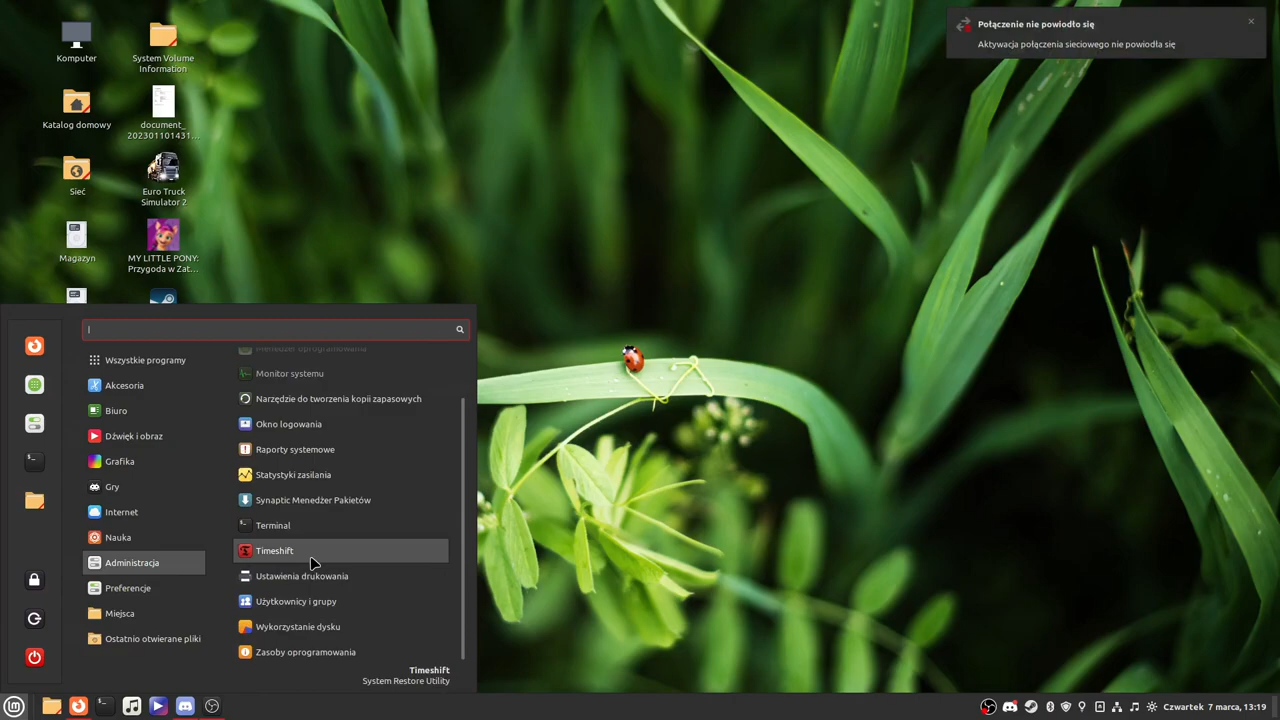 Połączenie nie powiodło się
Aktywacja połączenia sieciowego nie powiodła się
Komputer
System Volume
Information
Katalog domowy
document_
202301101431...
Sieć
Euro Truck
Simulator 2
Magazyn
MY LITTLE PONY:
Przygoda w Zat...
Wszystkie programy
Akcesoria
Biuro
Dźwięk i obraz
Grafika
Gry
Internet
Nauka
Administracja
Preferencje
Miejsca
Ostatnio otwierane pliki
Menedżer oprogramowania
Monitor systemu
Narzędzie do tworzenia kopii zapasowych
Okno logowania
Raporty systemowe
Statystyki zasilania
Synaptic Menedżer Pakietów
Terminal
Timeshift
Ustawienia drukowania
Użytkownicy i grupy
Wykorzystanie dysku
Zasoby oprogramowania
Timeshift
System Restore Utility
Czwartek 7 marca, 13:19